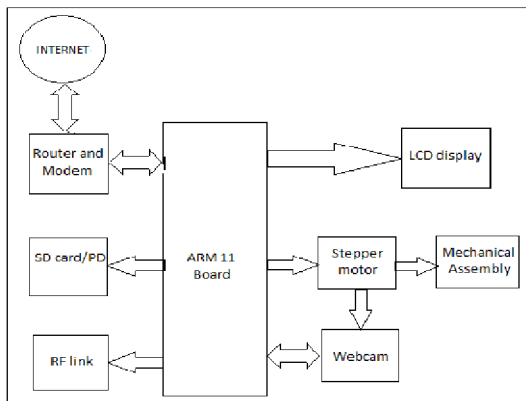 INTERNET
Router and
Modem
LCD display
SD card/PD
ARM 11
Board
Stepper
motor
Mechanical
Assembly
RF link
Webcam